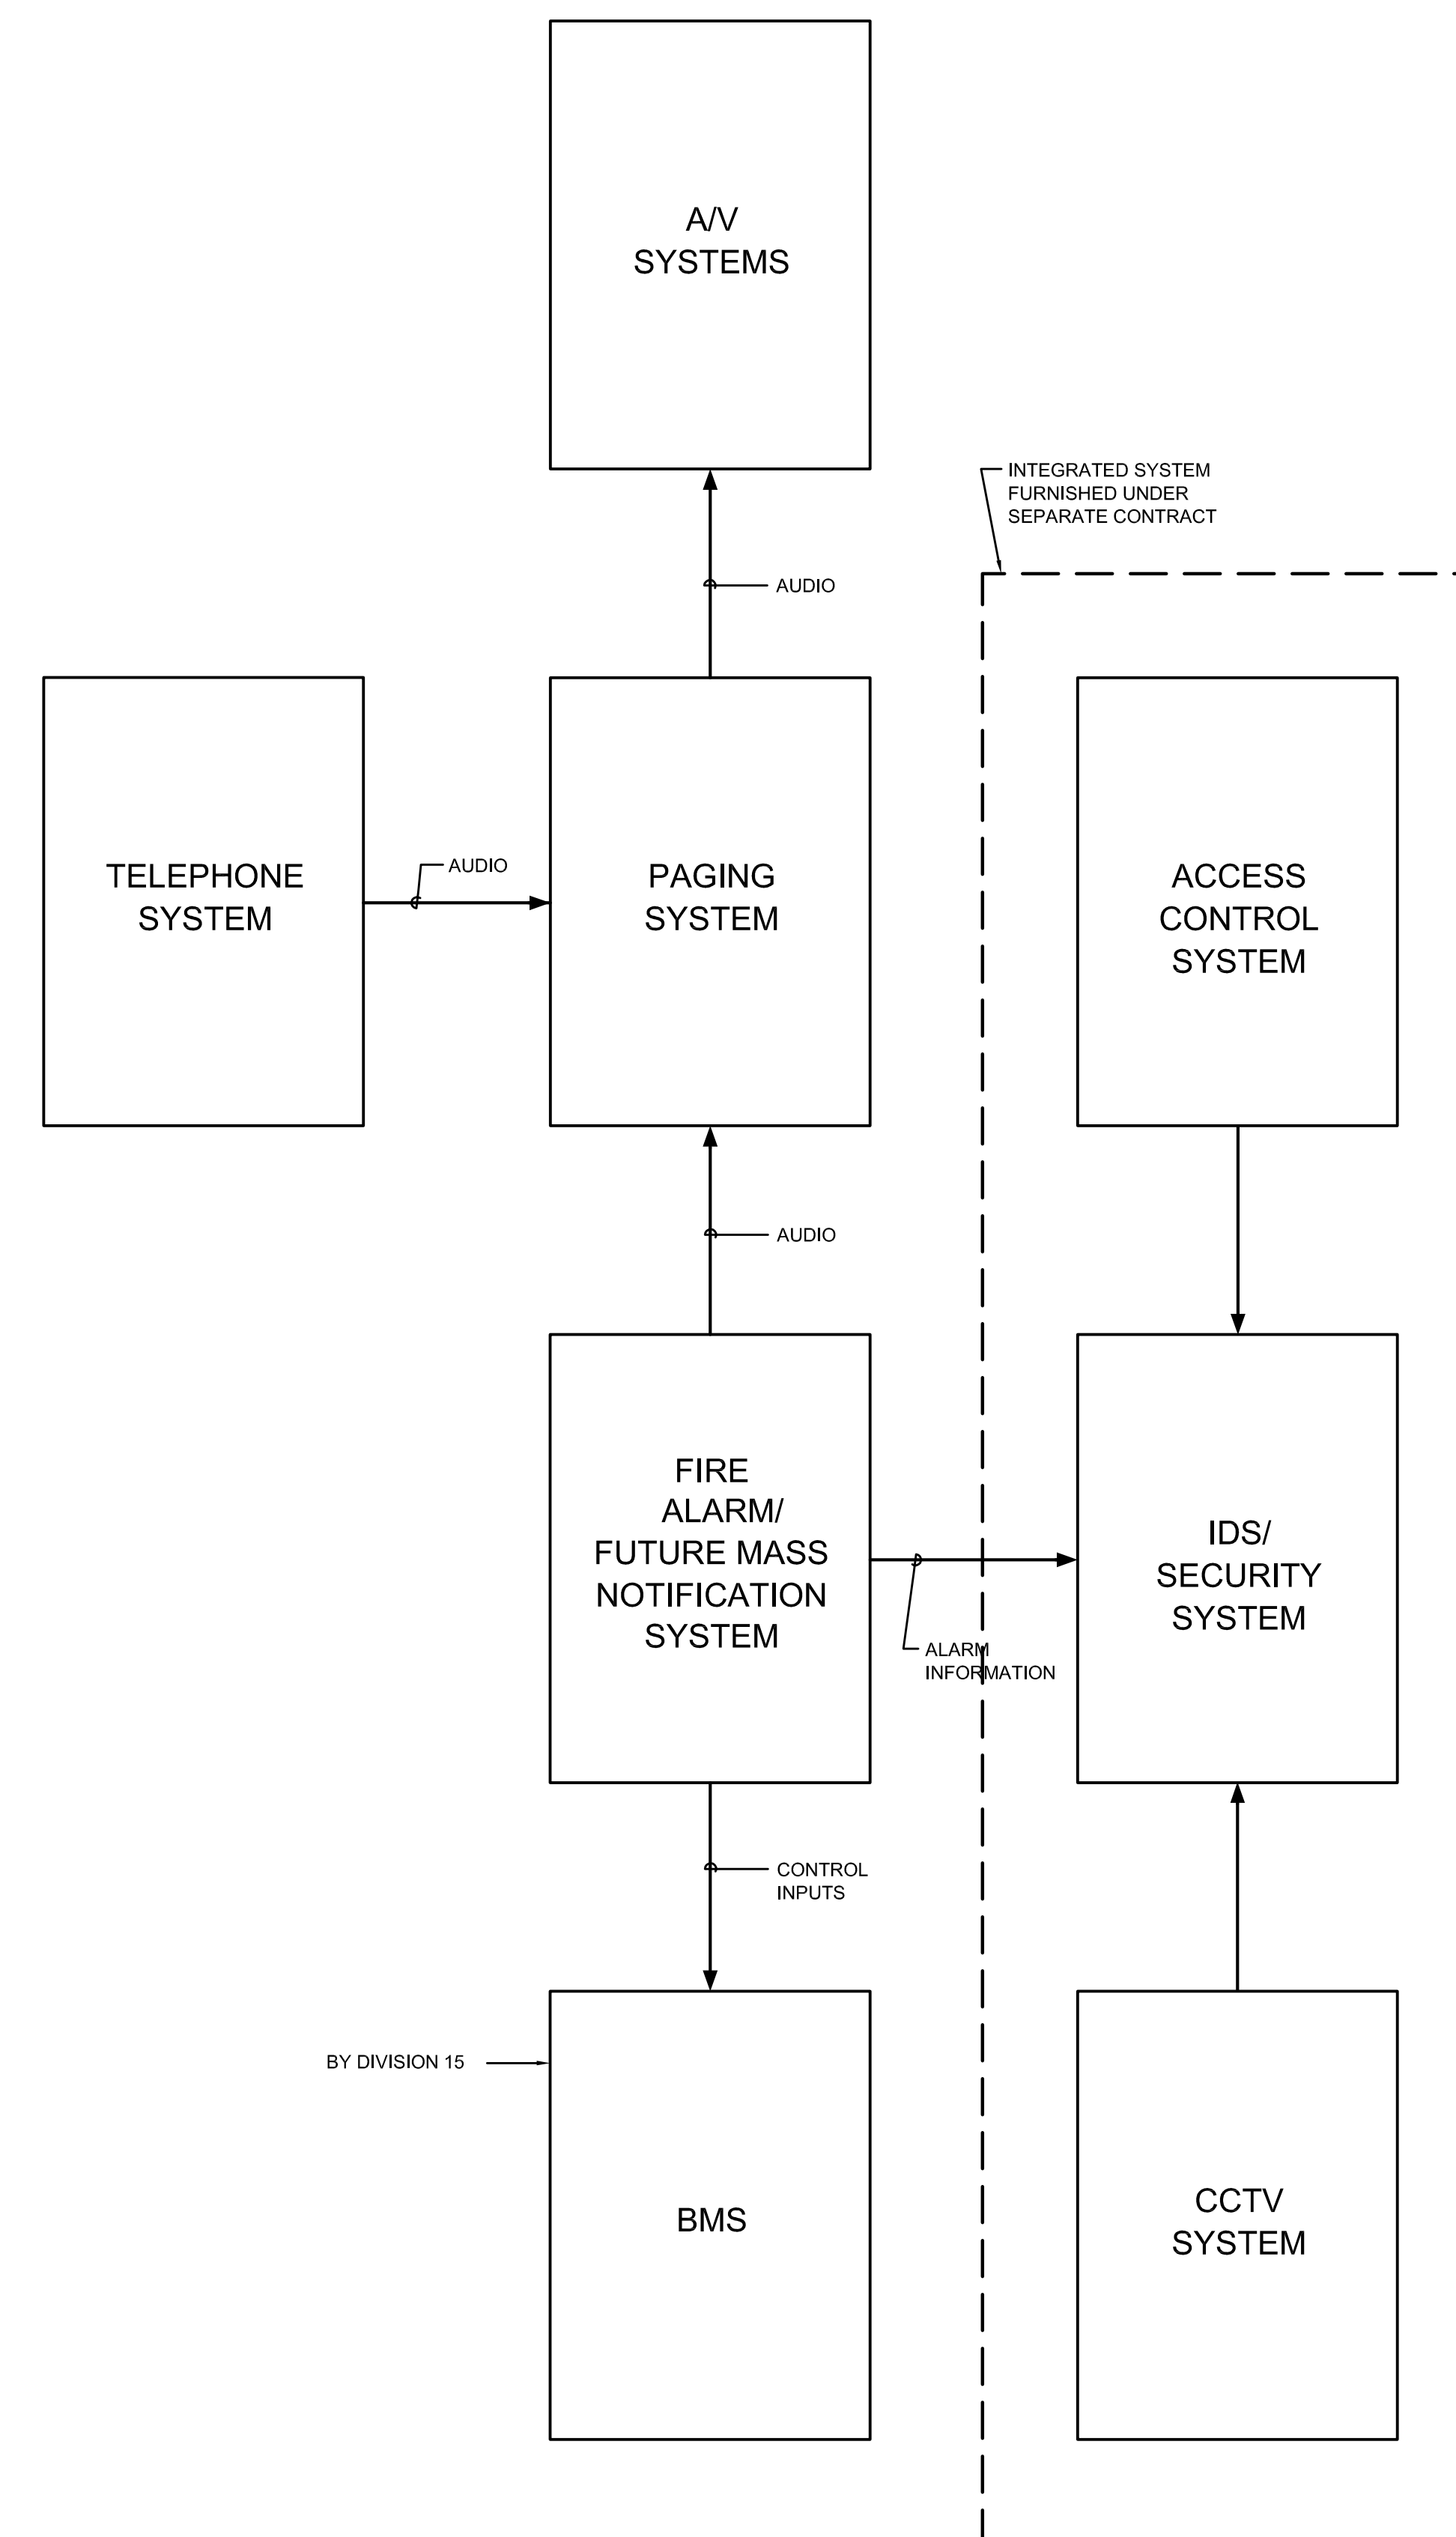 A/V
SYSTEMS
INTEGRATED SYSTEM
FURNISHED UNDER
SEPARATE CONTRACT
AUDIO
TELEPHONE
SYSTEM
AUDIO
PAGING
SYSTEM
ACCESS
CONTROL
SYSTEM
AUDIO
FIRE
ALARM/
FUTURE MASS
NOTIFICATION
SYSTEM
IDS/
SECURITY
SYSTEM
ALARM
INFORMATION
CONTROL
INPUTS
BY DIVISION 15
BMS
CCTV
SYSTEM